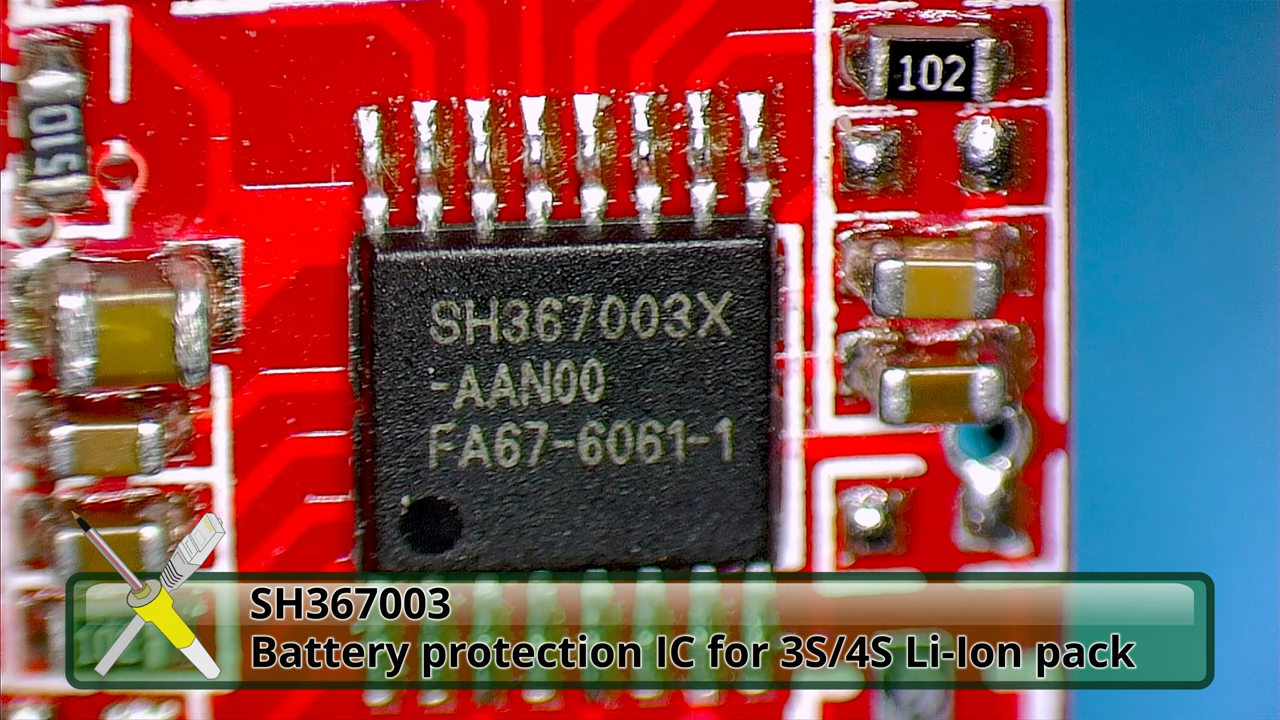 102
510
SH367003X
-AAN00
FA67-6061-1
SH367003
Battery protection IC for 3S/4S Li-Ion pack